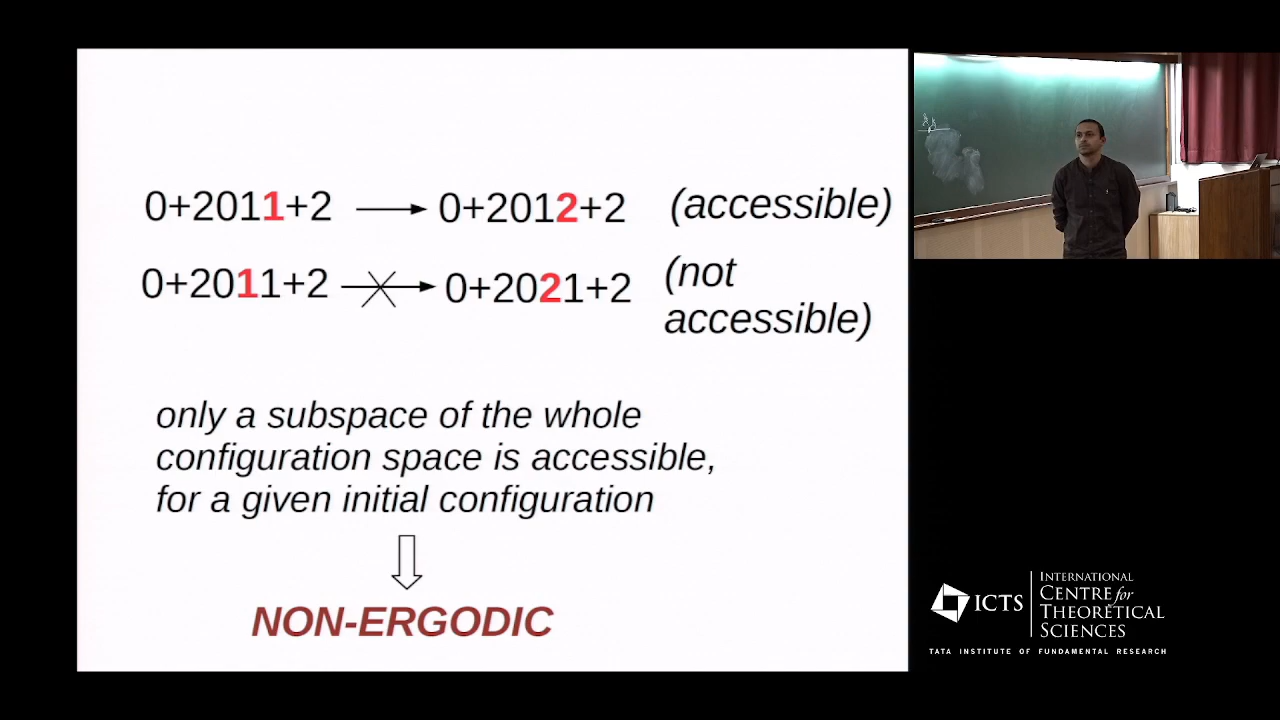 0+2011+2 → 0+2012+2 (accessible)
0+2011+2 → 0+2021+2 (not
accessible)
only a subspace of the whole
configuration space is accessible,
for a given initial configuration
NON-ERGODIC
ICTS
INTERNATIONAL
CENTRE for
THEORETICAL
SCIENCES
TATA INSTITUTE OF FUNDAMENTAL RESEARCH